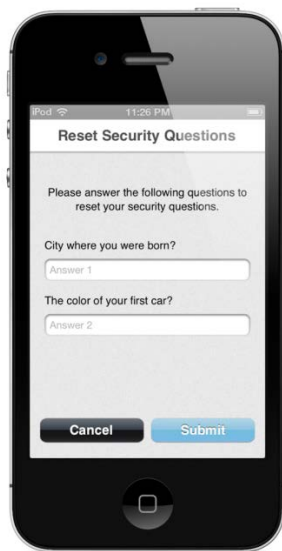 iPod 11:26 PM
Reset Security Questions
Please answer the following questions to
reset your security questions.
City where you were born?
Answer 1
The color of your first car?
Answer 2
Cancel Submit